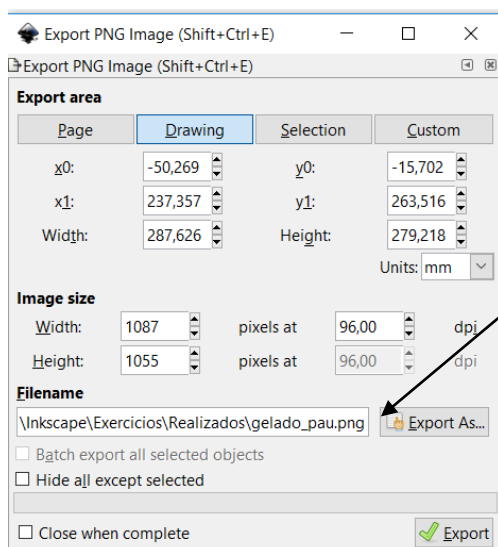 Export PNG Image (Shift+Ctrl+E)
Export PNG Image (Shift+Ctrl+E)
Export area
Page Drawing Selection Custom
x0: -50,269 y0: -15,702
x1: 237,357 y1: 263,516
Width: 287,626 Height: 279,218
Units: mm
Image size
Width: 1087 pixels at 96,00 dpi
Height: 1055 pixels at 96,00 dpi
Filename
\Inkscape\Exercicios\Realizados\gelado_pau.png Export As...
Batch export all selected objects
Hide all except selected
Close when complete Export